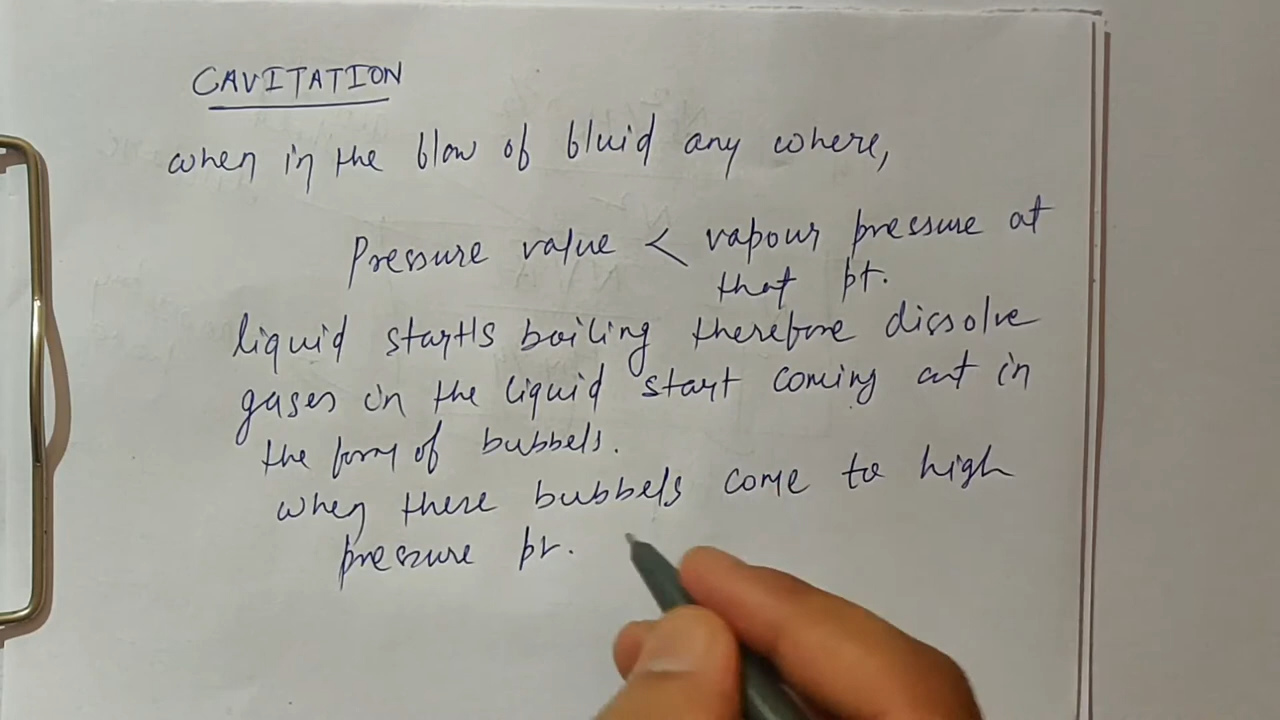 CAVITATION
when in the flow of fluid any where,
Pressure value < vapour pressure at
that pt.
liquid starts boiling therefore dissolve
gases in the liquid start coming out in
the form of bubbels.
when these bubbels come to high
pressure pt.